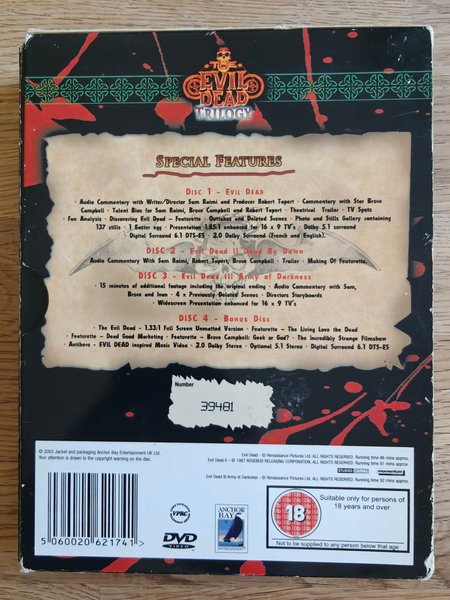 EVIL
DEAD
TRILOGY
SPECIAL FEATURES
DISC 1 - EVIL DEAD
· Audio Commentary with Writer/Director Sam Raimi and Producer Robert Tapert · Commentary with Star Bruce
Campbell · Talent Bios for Sam Raimi, Bruce Campbell and Robert Tapert · Theatrical · Trailer · TV Spots
· Fan Analysis · Discovering Evil Dead – Featurette · Outtakes and Deleted Scenes · Photo and Stills Gallery containing
137 stills · 1 Easter egg · Presentation 1.85:1 enhanced for 16 x 9 TV's · Dolby 5.1 surround
· Digital Surround 6.1 DTS-ES · 2.0 Dolby Surround (French and English).
DISC 2 - Evil Dead II Dead By Dawn
Audio Commentary With Sam Raimi, Robert Tapert, Bruce Campbell · Trailer · Making Of Featurette.
DISC 3 - Evil Dead III Army of Darkness
· 15 minutes of additional footage including the original ending · Audio Commentary with Sam,
Bruce and Ivan · 4 x Previously Deleted Scenes · Directors Storyboards
· Widescreen Presentation enhanced for 16 x 9 TV's
DISC 4 - Bonus Disc
· The Evil Dead - 1.33:1 Full Screen Unmatted Version · Featurette – The Living Love the Dead
Featurette – Dead Good Marketing · Featurette – Bruce Campbell: Geek or God? · The Incredibly Strange Filmshow
· Antihero - EVIL DEAD inspired Music Video · 2.0 Stereo · Optional 5.1 Stereo · Digital Surround 6.1 DTS-ES
Number
39481
© 2003 Jacket and packaging Anchor Bay Entertainment UK Ltd.
Your attention is drawn to the copyright warning on the disc.
Evil Dead - © Renaissance Pictures Ltd. ALL RIGHTS RESERVED. Running time 86 mins approx.
Evil Dead II – © 1987 ROSEBUD RELEASING CORPORATION. ALL RIGHTS RESERVED. Running time 81 mins approx.
STUDIO CANAL
momentum
Evil Dead III Army of Darkness - © Renaissance Pictures Ltd. ALL RIGHTS RESERVED. Running time 92 mins approx.
5 060020 621741 >
VPRC
DVD
VIDEO
ANCHOR
BAY
ENTERTAINMENT
18
Suitable only for persons of
18 years and over
Not to be supplied to any person below that age